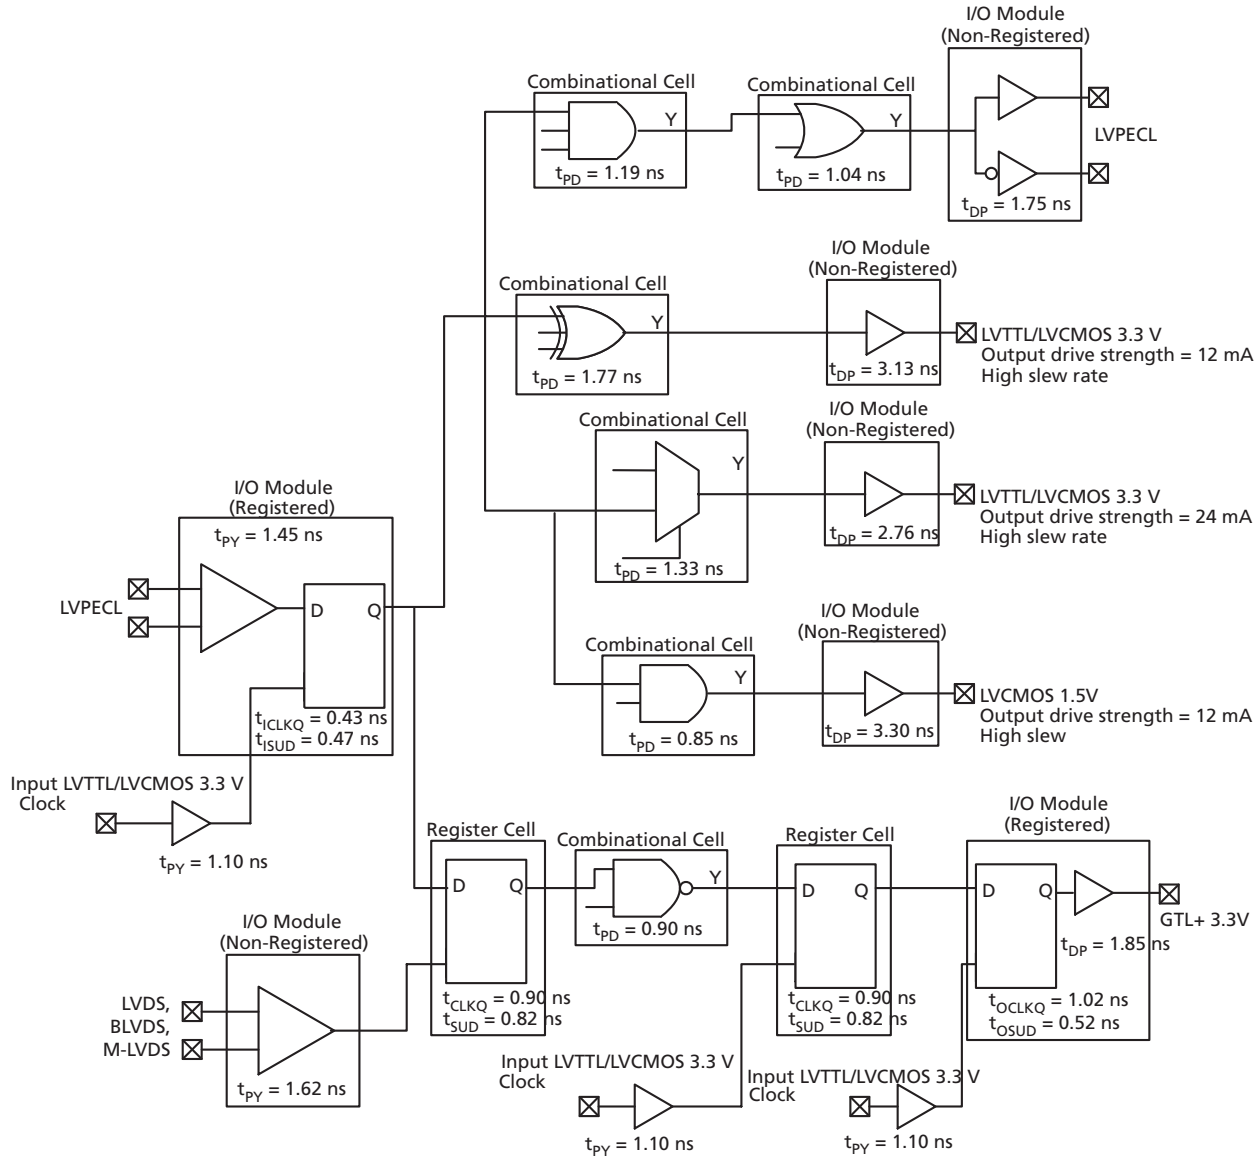 I/O Module
(Non-Registered)
Combinational Cell
Combinational Cell
Y
Y
LVPECL
tPD = 1.19 ns
tPD = 1.04 ns
tDP = 1.75 ns
I/O Module
(Non-Registered)
Combinational Cell
Y
LVTTL/LVCMOS 3.3 V
Output drive strength = 12 mA
High slew rate
tPD = 1.77 ns
tDP = 3.13 ns
I/O Module
(Non-Registered)
Combinational Cell
Y
LVTTL/LVCMOS 3.3 V
Output drive strength = 24 mA
High slew rate
tPD = 1.33 ns
tDP = 2.76 ns
I/O Module
(Registered)
tPY = 1.45 ns
LVPECL
D
Q
tICLKQ = 0.43 ns
tISUD = 0.47 ns
I/O Module
(Non-Registered)
Combinational Cell
Y
LVCMOS 1.5V
Output drive strength = 12 mA
High slew
tPD = 0.85 ns
tDP = 3.30 ns
Input LVTTL/LVCMOS 3.3 V
Clock
tPY = 1.10 ns
Register Cell
D
Q
tCLKQ = 0.90 ns
tSUD = 0.82 ns
Combinational Cell
Y
tPD = 0.90 ns
Register Cell
D
Q
tCLKQ = 0.90 ns
tSUD = 0.82 ns
I/O Module
(Registered)
D
Q
GTL+ 3.3V
tDP = 1.85 ns
tOCLKQ = 1.02 ns
tOSUD = 0.52 ns
I/O Module
(Non-Registered)
LVDS,
BLVDS,
M-LVDS
tPY = 1.62 ns
Input LVTTL/LVCMOS 3.3 V
Clock
tPY = 1.10 ns
Input LVTTL/LVCMOS 3.3 V
Clock
tPY = 1.10 ns